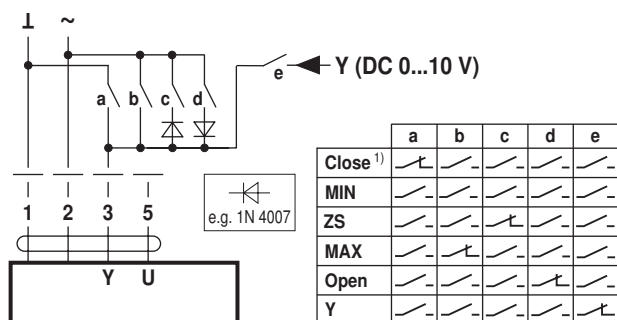 ⊥ ~
a b c d e Y (DC 0...10 V)
e.g. 1N 4007
1 2 3 5
Y U
a b c d e
Close 1)
MIN
ZS
MAX
Open
Y